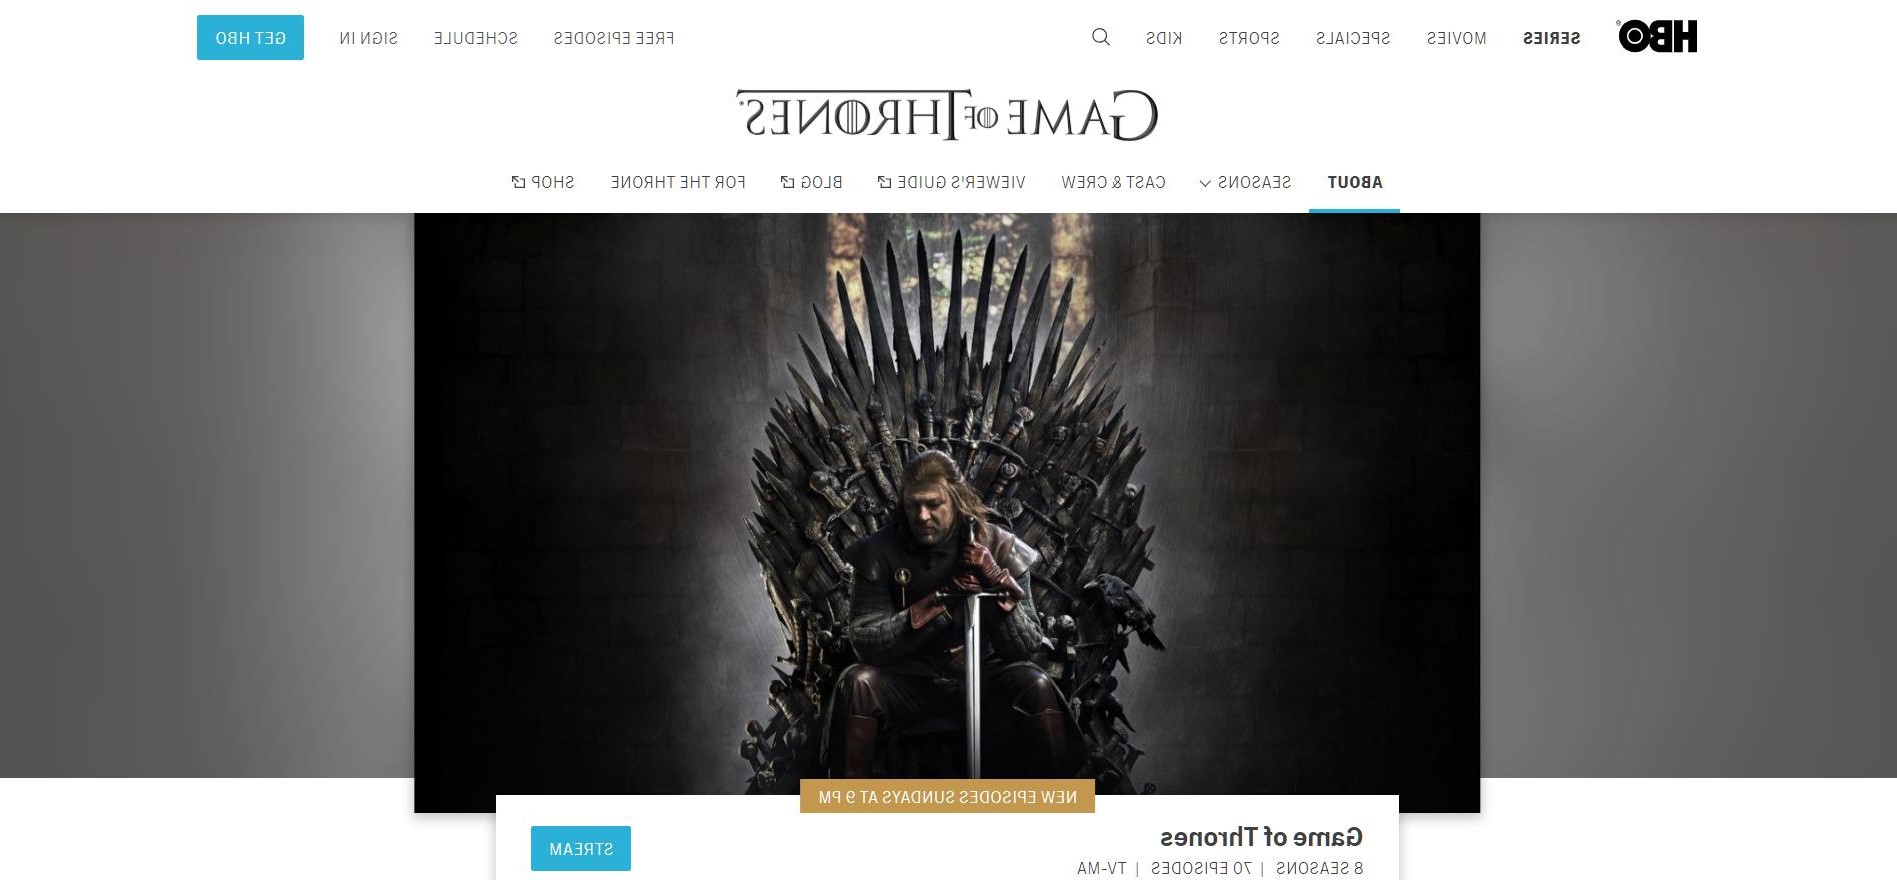 HBO® SERIES MOVIES SPECIALS SPORTS KIDS FREE EPISODES SCHEDULE SIGN IN GET HBO
GAME OF THRONES®
ABOUT SEASONS CAST & CREW VIEWER'S GUIDE BLOG FOR THE THRONE SHOP
NEW EPISODES SUNDAYS AT 9 PM
Game of Thrones
STREAM
8 SEASONS | 70 EPISODES | TV-MA